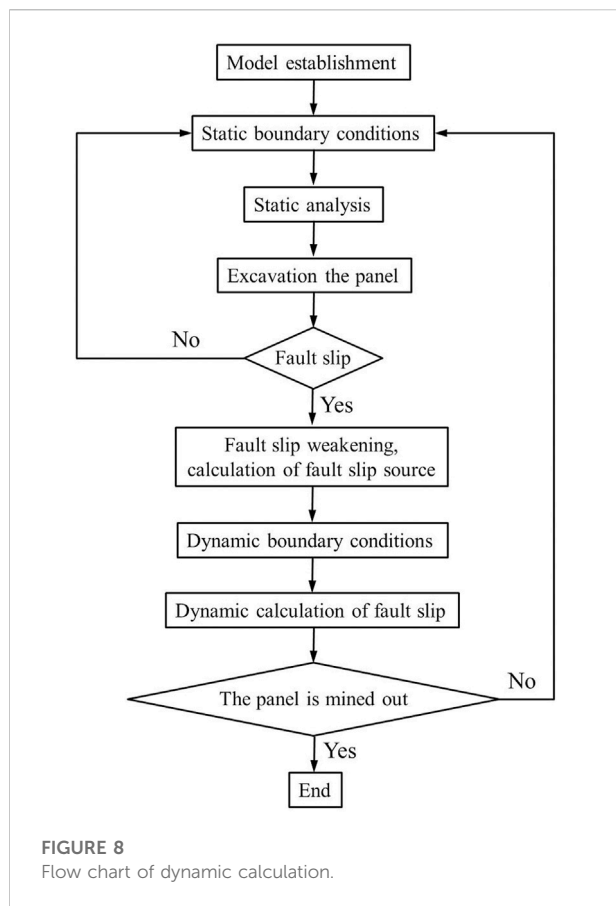 Model establishment
Static boundary conditions
Static analysis
Excavation the panel
No
Fault slip
Yes
Fault slip weakening,
calculation of fault slip source
Dynamic boundary conditions
Dynamic calculation of fault slip
The panel is mined out
No
Yes
End
FIGURE 8
Flow chart of dynamic calculation.